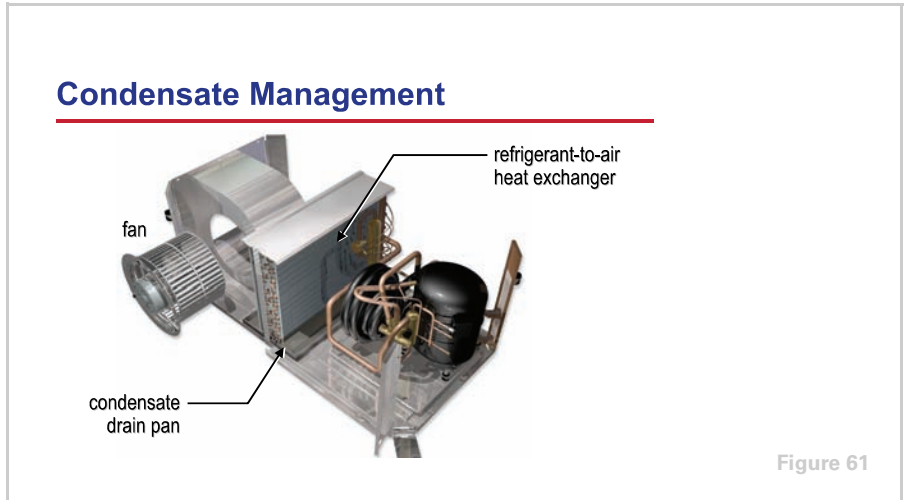 Condensate Management
refrigerant-to-air
heat exchanger
fan
condensate
drain pan
Figure 61